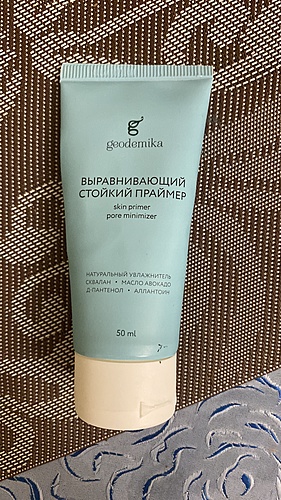 geodemika
ВЫРАВНИВАЮЩИЙ
СТОЙКИЙ ПРАЙМЕР
skin primer
pore minimizer
НАТУРАЛЬНЫЙ УВЛАЖНИТЕЛЬ
СКВАЛАН • МАСЛО АВОКАДО
Д-ПАНТЕНОЛ • АЛЛАНТОИН
50 ml